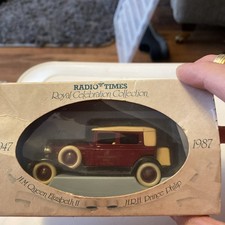 RADIO TIMES
Royal Celebration Collection
1947
1987
H.M Queen Elizabeth II
H.R.H Prince Philip